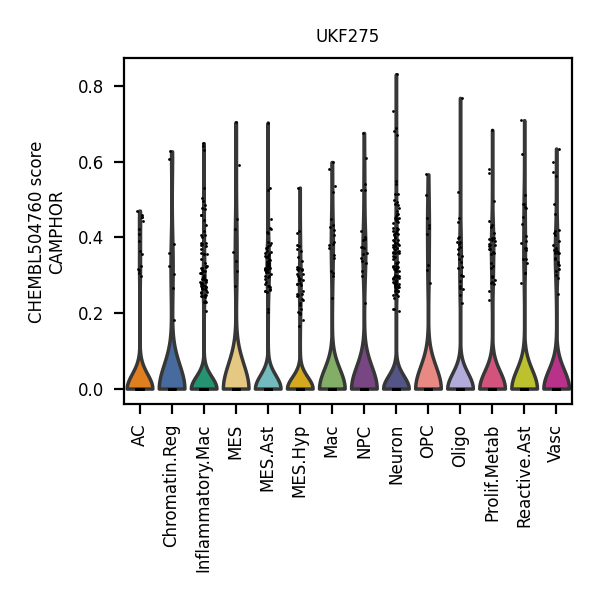 UKF275
CHEMBL504760 score
CAMPHOR
0.8
0.6
0.4
0.2
0.0
AC
Chromatin.Reg
Inflammatory.Mac
MES
MES.Ast
MES.Hyp
Mac
NPC
Neuron
OPC
Oligo
Prolif.Metab
Reactive.Ast
Vasc